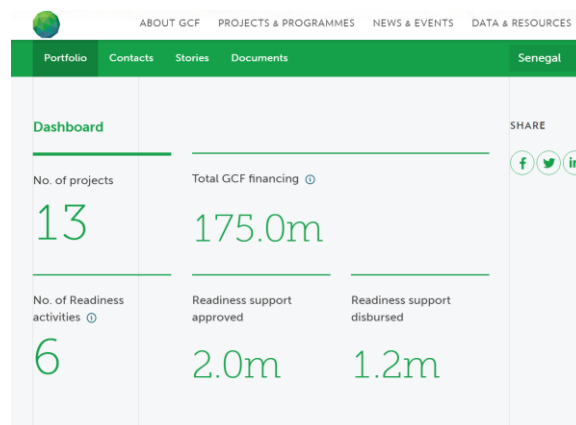 ABOUT GCF PROJECTS & PROGRAMMES NEWS & EVENTS DATA & RESOURCES
Portfolio Contacts Stories Documents Senegal
Dashboard
SHARE
No. of projects
13
Total GCF financing
175.0m
No. of Readiness
activities
6
Readiness support
approved
2.0m
Readiness support
disbursed
1.2m